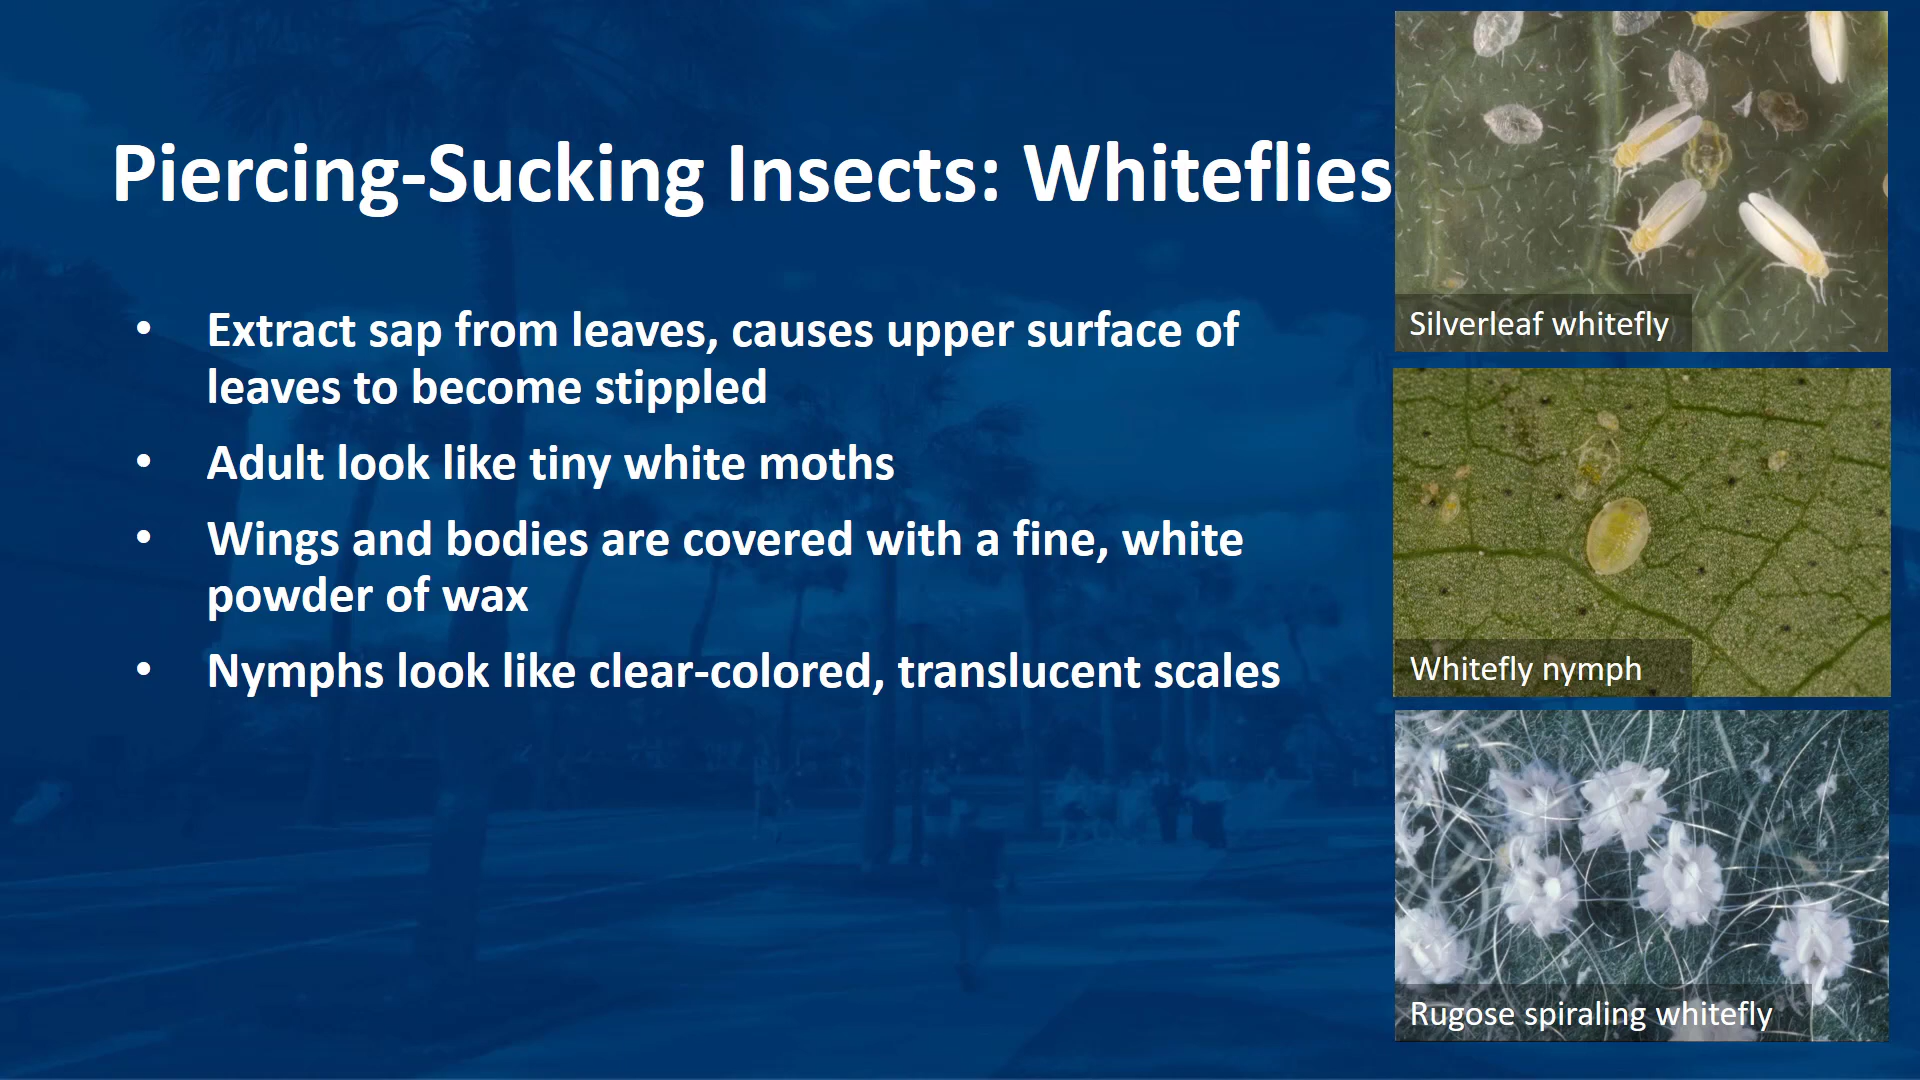 Piercing-Sucking Insects: Whiteflies
• Extract sap from leaves, causes upper surface of
leaves to become stippled
• Adult look like tiny white moths
• Wings and bodies are covered with a fine, white
powder of wax
• Nymphs look like clear-colored, translucent scales
Silverleaf whitefly
Whitefly nymph
Rugose spiraling whitefly